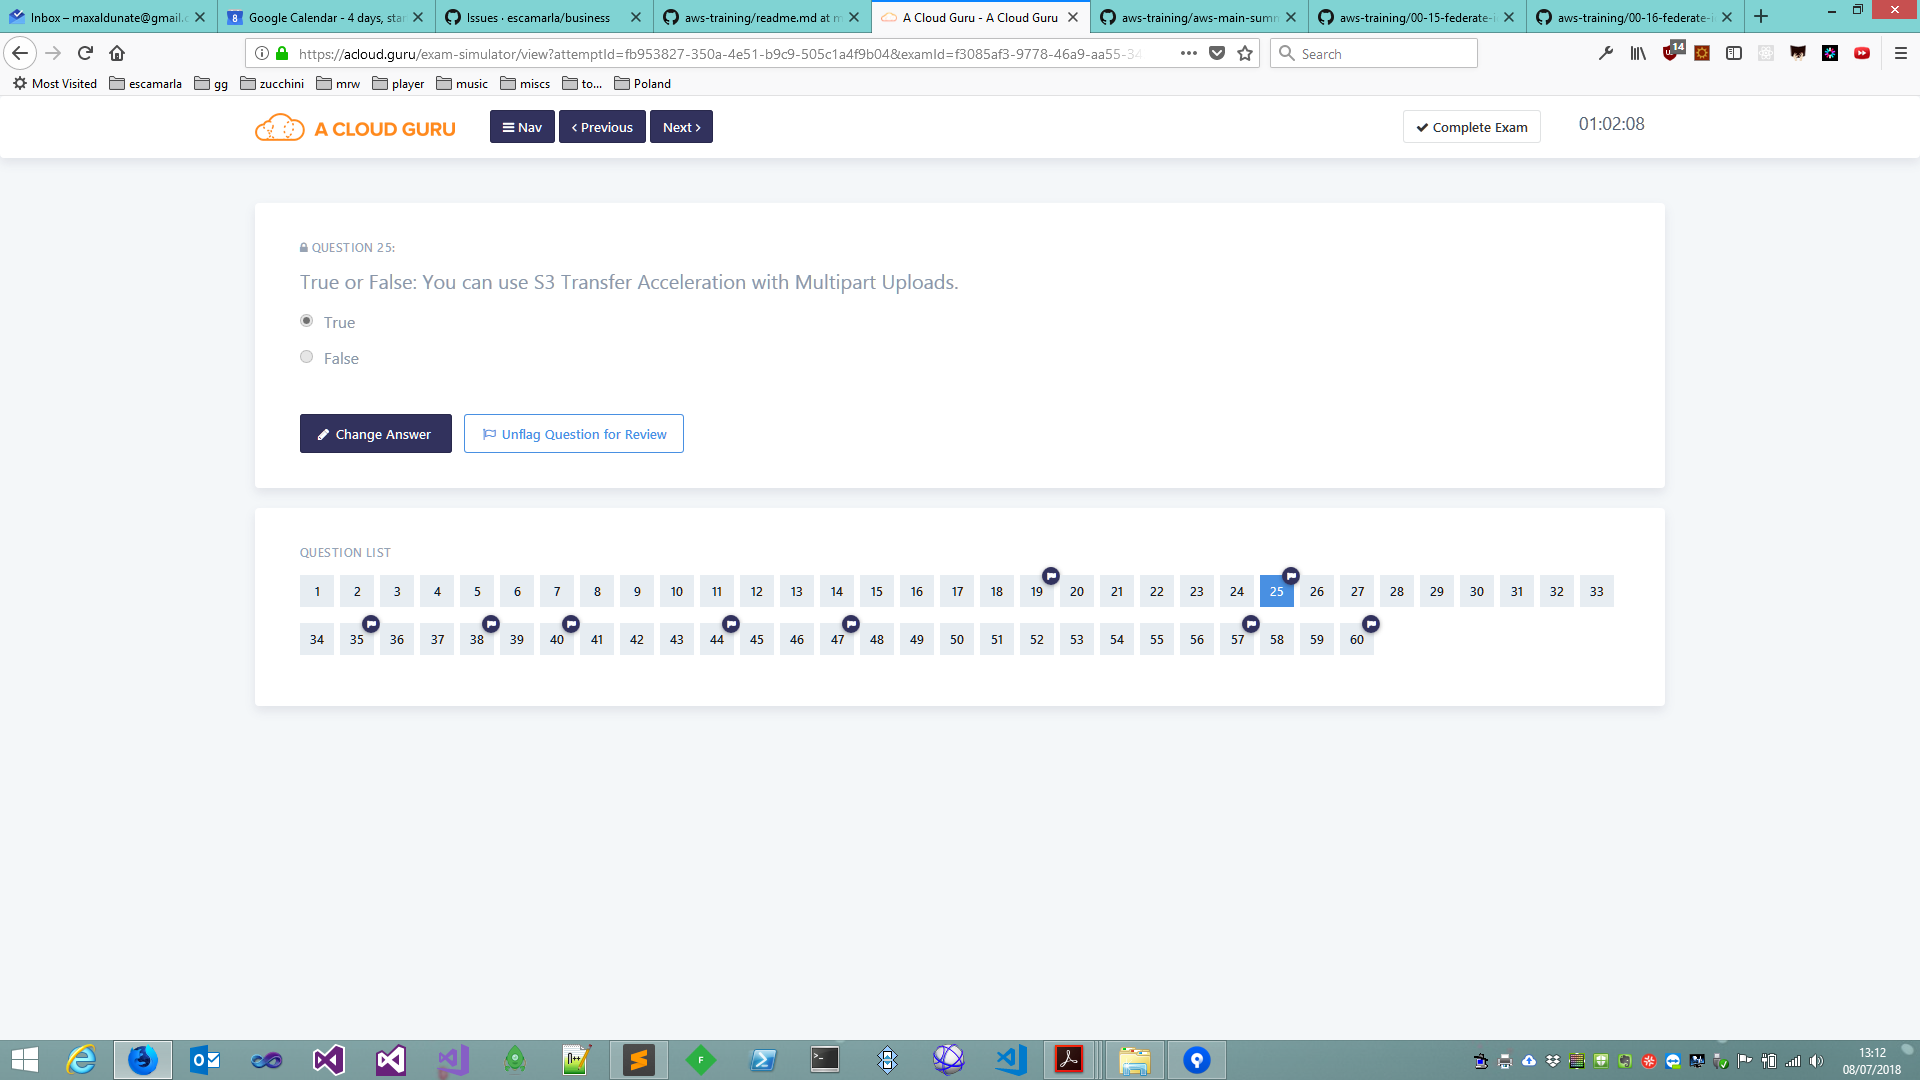 Inbox – maxaldunate@gmail.c
Google Calendar - 4 days, star
Issues · escamarla/business
aws-training/readme.md at m
A Cloud Guru - A Cloud Guru
aws-training/aws-main-summ
aws-training/00-15-federate-i
aws-training/00-16-federate-i
https://acloud.guru/exam-simulator/view?attemptId=fb953827-350a-4e51-b9c9-505c1a4f9b04&examId=f3085af3-9778-46a9-aa55-34
Search
14
Most Visited
escamarla
gg
zucchini
mrw
player
music
miscs
to...
Poland
A CLOUD GURU
Nav
Previous
Next
Complete Exam
01:02:08
QUESTION 25:
True or False: You can use S3 Transfer Acceleration with Multipart Uploads.
True
False
Change Answer
Unflag Question for Review
QUESTION LIST
1 2 3 4 5 6 7 8 9 10 11 12 13 14 15 16 17 18 19 20 21 22 23 24 25 26 27 28 29 30 31 32 33
34 35 36 37 38 39 40 41 42 43 44 45 46 47 48 49 50 51 52 53 54 55 56 57 58 59 60
13:12
08/07/2018